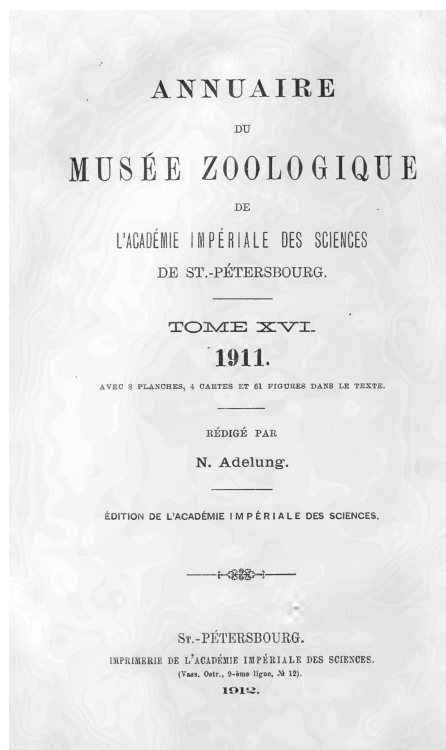 ANNUAIRE
DU
MUSÉE ZOOLOGIQUE
DE
L'ACADÉMIE IMPÉRIALE DES SCIENCES
DE ST.-PÉTERSBOURG.
TOME XVI.
1911.
AVEC 8 PLANCHES, 4 CARTES ET 61 FIGURES DANS LE TEXTE.
RÉDIGÉ PAR
N. Adelung.
ÉDITION DE L'ACADÉMIE IMPÉRIALE DES SCIENCES.
St.-PÉTERSBOURG.
IMPRIMERIE DE L'ACADÉMIE IMPÉRIALE DES SCIENCES.
(Vass. Ostr., 9-ème ligne, № 12).
1912.